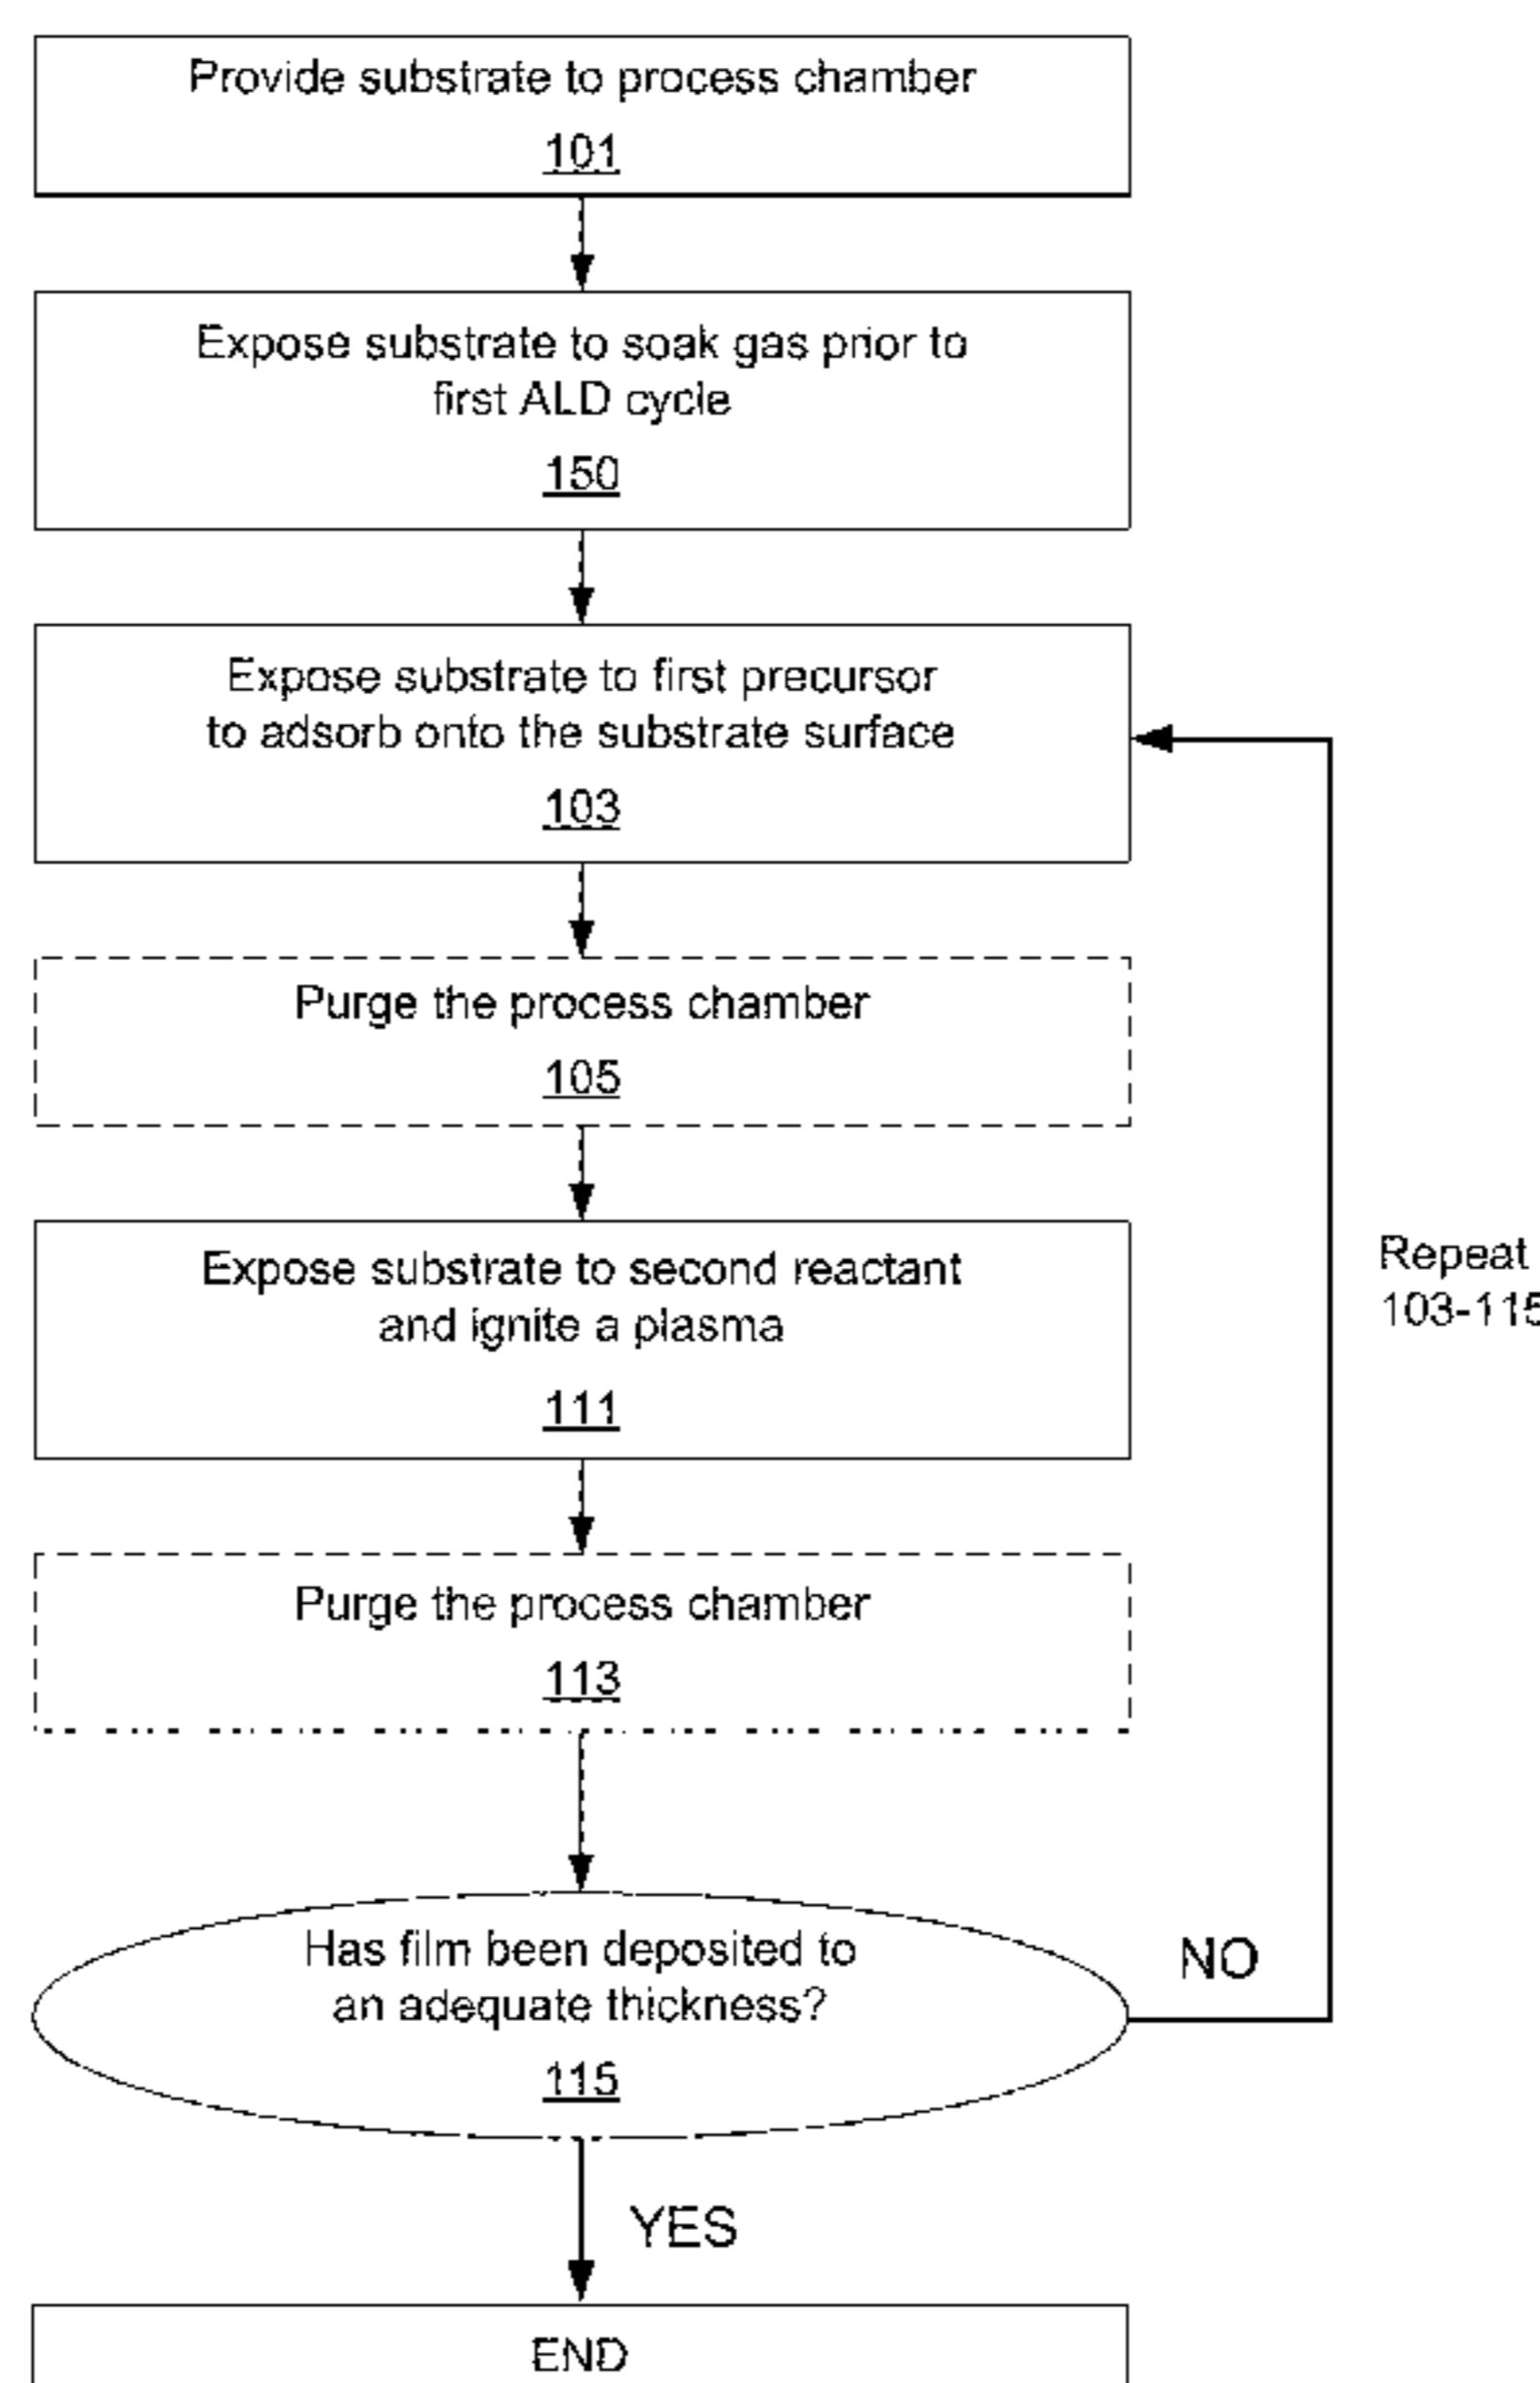 Provide substrate to process chamber
101
Expose substrate to soak gas prior to
first ALD cycle
150
Expose substrate to first precursor
to adsorb onto the substrate surface
103
Purge the process chamber
105
Expose substrate to second reactant
and ignite a plasma
111
Repeat
103-115
Purge the process chamber
113
Has film been deposited to
an adequate thickness?
115
NO
YES
END